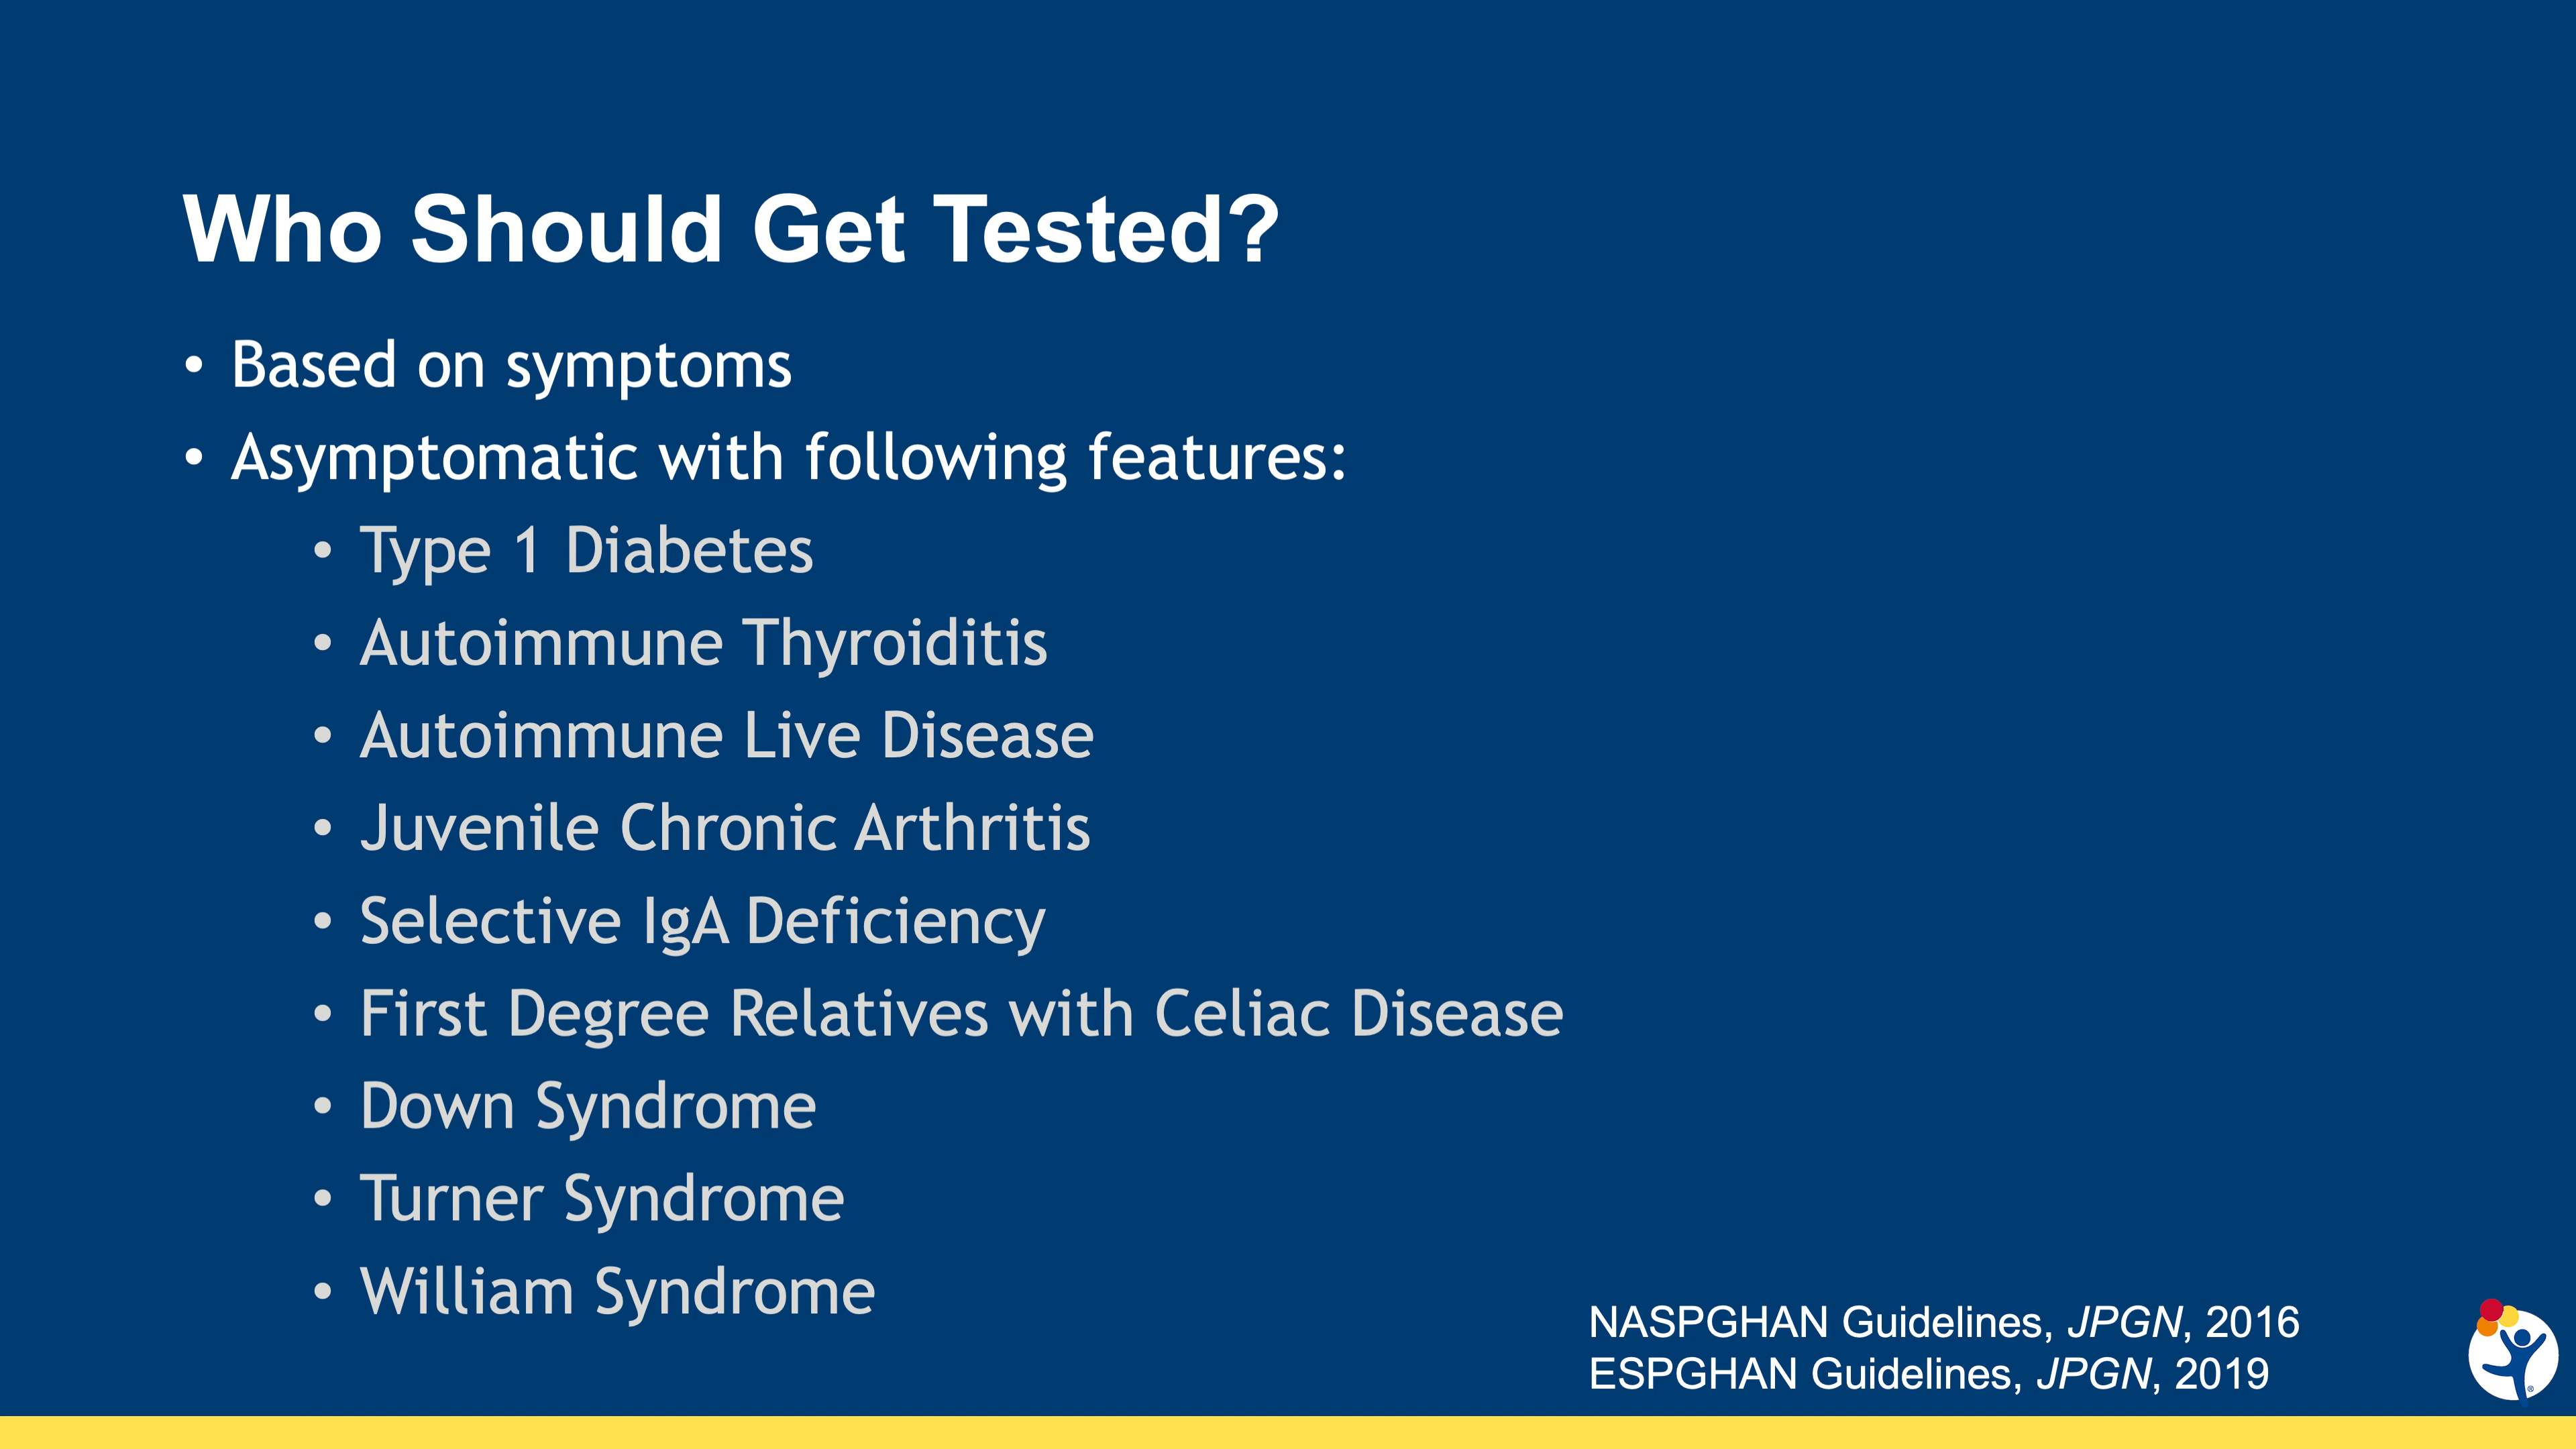 Who Should Get Tested?
• Based on symptoms
• Asymptomatic with following features:
• Type 1 Diabetes
• Autoimmune Thyroiditis
• Autoimmune Live Disease
• Juvenile Chronic Arthritis
• Selective IgA Deficiency
• First Degree Relatives with Celiac Disease
• Down Syndrome
• Turner Syndrome
• William Syndrome
NASPGHAN Guidelines, JPGN, 2016
ESPGHAN Guidelines, JPGN, 2019
®